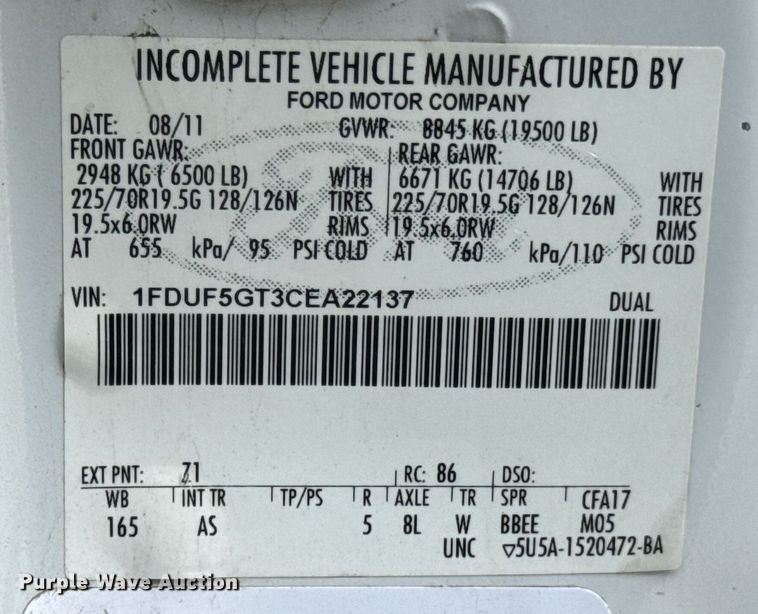 INCOMPLETE VEHICLE MANUFACTURED BY
FORD MOTOR COMPANY
DATE: 08/11 GVWR: 8845 KG (19500 LB)
FRONT GAWR: REAR GAWR:
2948 KG ( 6500 LB) WITH 6671 KG (14706 LB) WITH
225/70R19.5G 128/126N TIRES 225/70R19.5G 128/126N TIRES
19.5x6.0RW RIMS 19.5x6.0RW RIMS
AT 655 kPa/ 95 PSI COLD AT 760 kPa/110 PSI COLD
VIN: 1FDUF5GT3CEA22137 DUAL
EXT PNT: Z1 RC: 86 DSO:
WB INT TR TP/PS R AXLE TR SPR CFA17
165 AS 5 8L W BBEE M05
UNC ▽5U5A-1520472-BA
Purple Wave Auction